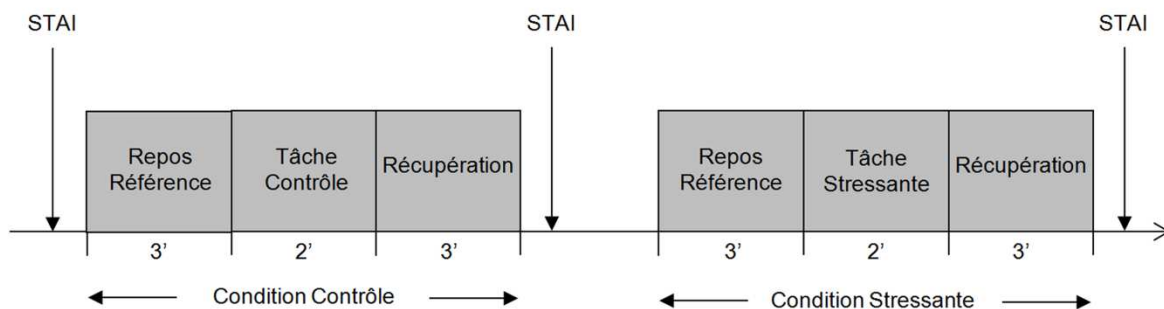 STAI
STAI
STAI
Repos
Référence
Tâche
Contrôle
Récupération
Repos
Référence
Tâche
Stressante
Récupération
3’
2’
3’
3’
2’
3’
Condition Contrôle
Condition Stressante